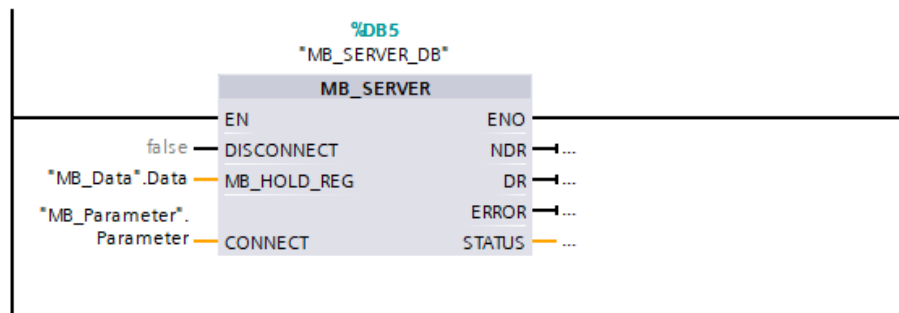 %DB5
"MB_SERVER_DB"
MB_SERVER
EN ENO
false DISCONNECT NDR ...
"MB_Data".Data MB_HOLD_REG DR ...
"MB_Parameter". ERROR ...
Parameter CONNECT STATUS ...